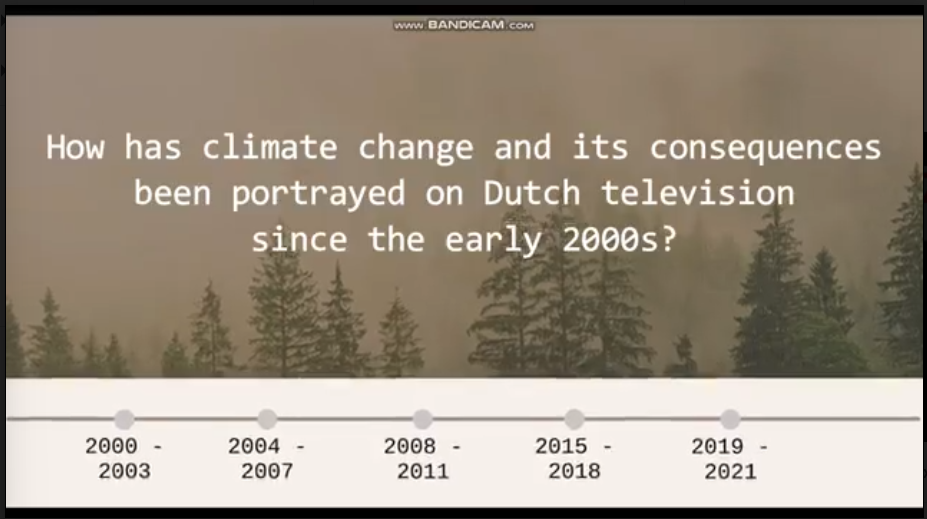 www.BANDICAM.COM
How has climate change and its consequences
been portrayed on Dutch television
since the early 2000s?
2000 -
2003
2004 -
2007
2008 -
2011
2015 -
2018
2019 -
2021